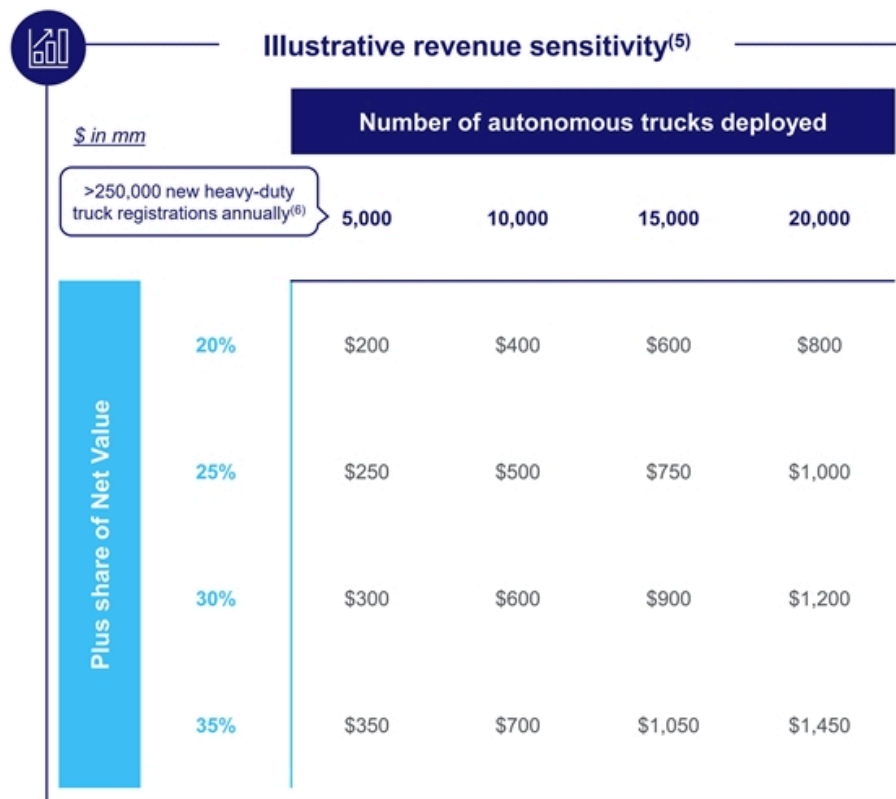 Illustrative revenue sensitivity(5)
$ in mm
Number of autonomous trucks deployed
>250,000 new heavy-duty
truck registrations annually(6)
5,000 10,000 15,000 20,000
Plus share of Net Value
20% $200 $400 $600 $800
25% $250 $500 $750 $1,000
30% $300 $600 $900 $1,200
35% $350 $700 $1,050 $1,450